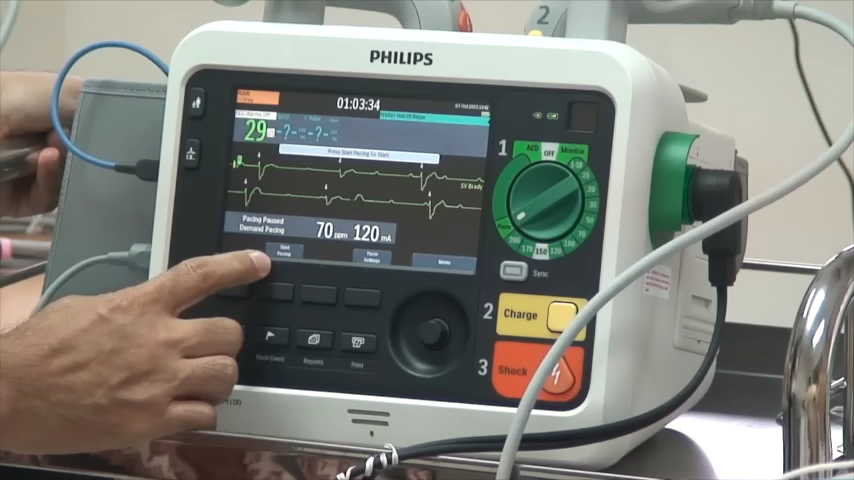 2
PHILIPS
01:03:34
29
-?- -?-
Press Start Pacing To Start
SV Brady
Pacing Paused
Demand Pacing
70 ppm 120 mA
Start
Pacing
Pacer
Settings
Menu
1
AED OFF Monitor
Pacer
200
170
150
120
100
Sync
2
Charge
3
Shock
Mark Event
Reports
Print